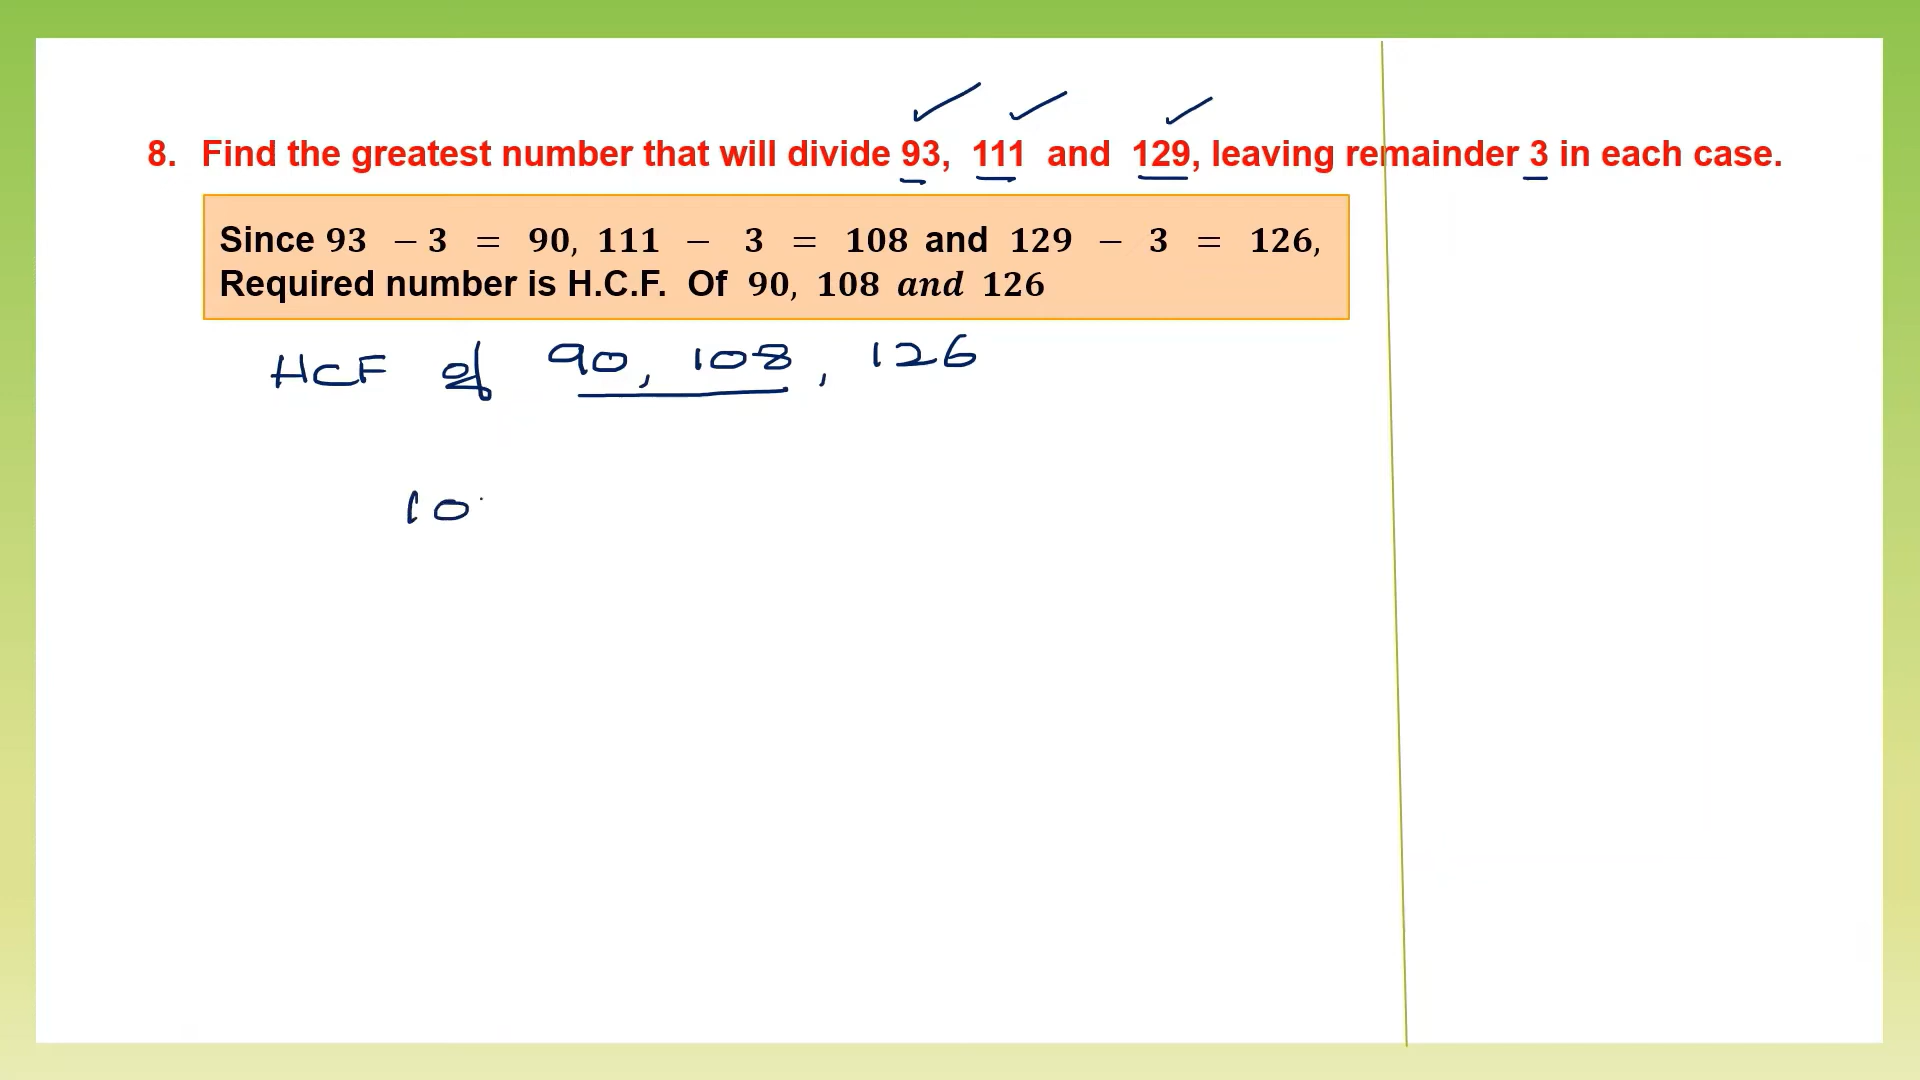 8. Find the greatest number that will divide 93, 111 and 129, leaving remainder 3 in each case.
Since 93 − 3 = 90, 111 − 3 = 108 and 129 − 3 = 126,
Required number is H.C.F. Of 90, 108 and 126
HCF of 90, 108, 126
10